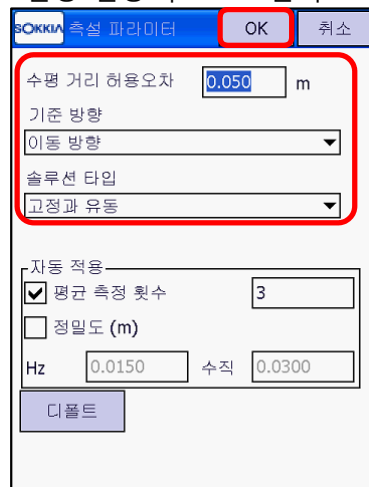 SOKKIA 측설 파라미터 OK 취소
수평 거리 허용오차 0.050 m
기준 방향
이동 방향
솔루션 타입
고정과 유동
자동 적용
평균 측정 횟수 3
정밀도 (m)
Hz 0.0150 수직 0.0300
디폴트